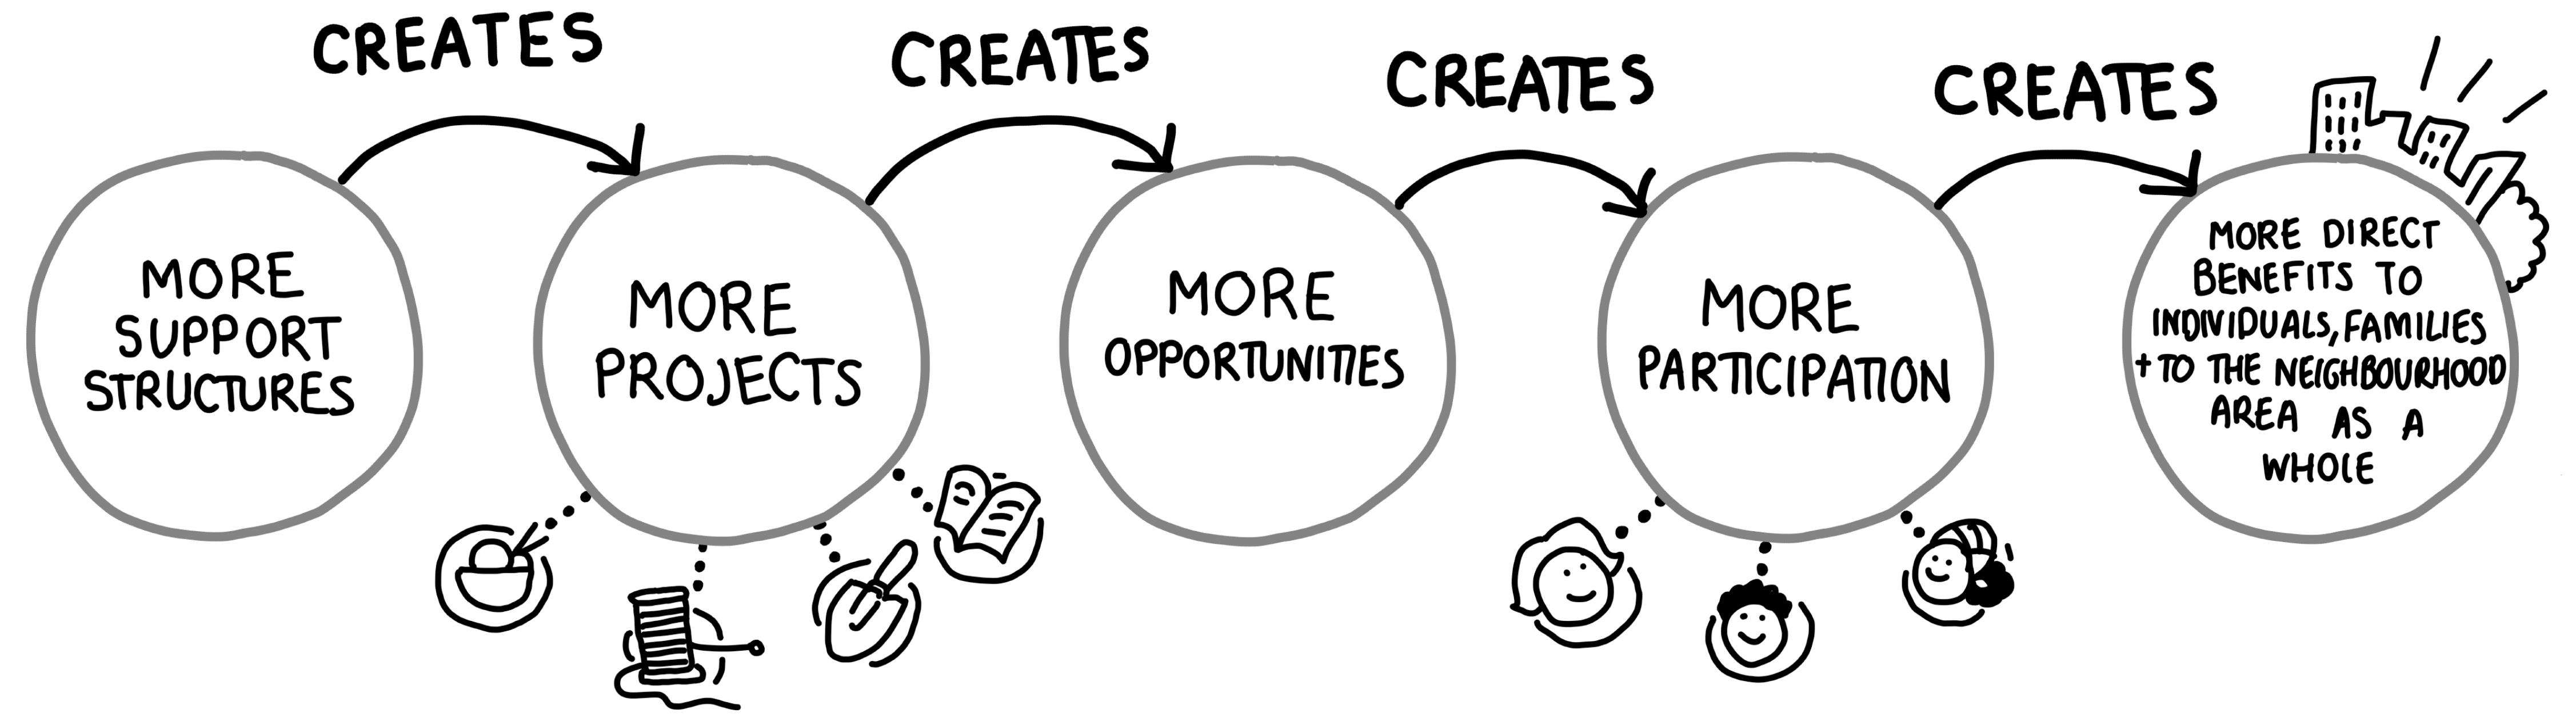 CREATES
CREATES
CREATES
CREATES
MORE
SUPPORT
STRUCTURES
MORE
PROJECTS
MORE
OPPORTUNITIES
MORE
PARTICIPATION
MORE DIRECT
BENEFITS TO
INDIVIDUALS, FAMILIES
+ TO THE NEIGHBOURHOOD
AREA AS A
WHOLE